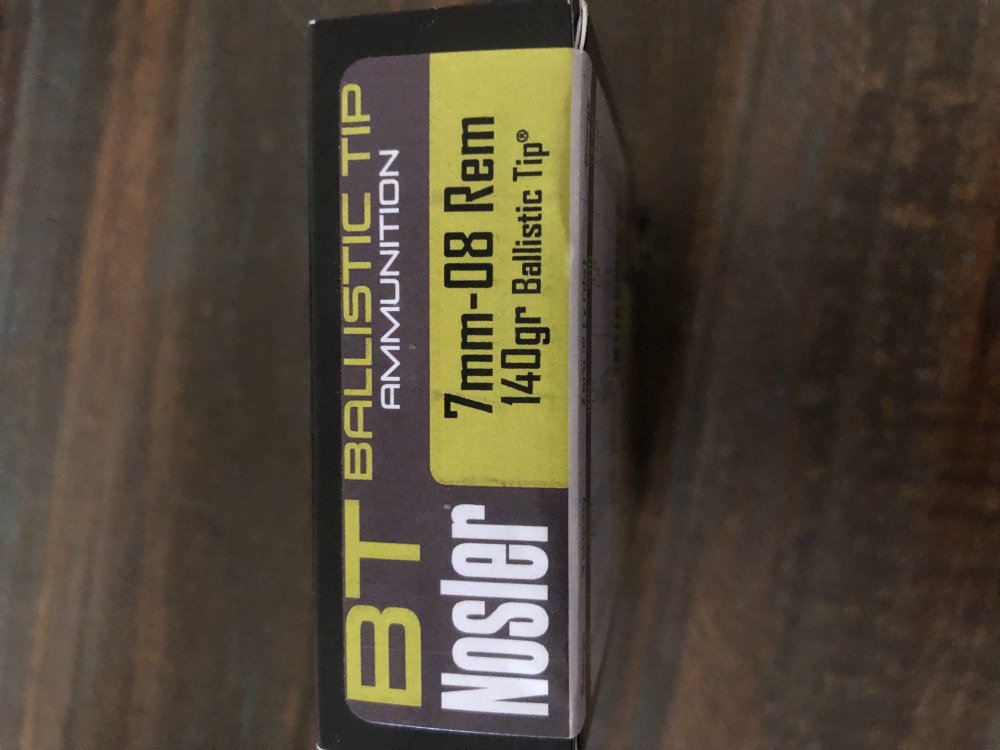 BT BALLISTIC TIP
AMMUNITION
Nosler®
7mm-08 Rem
140gr Ballistic Tip®